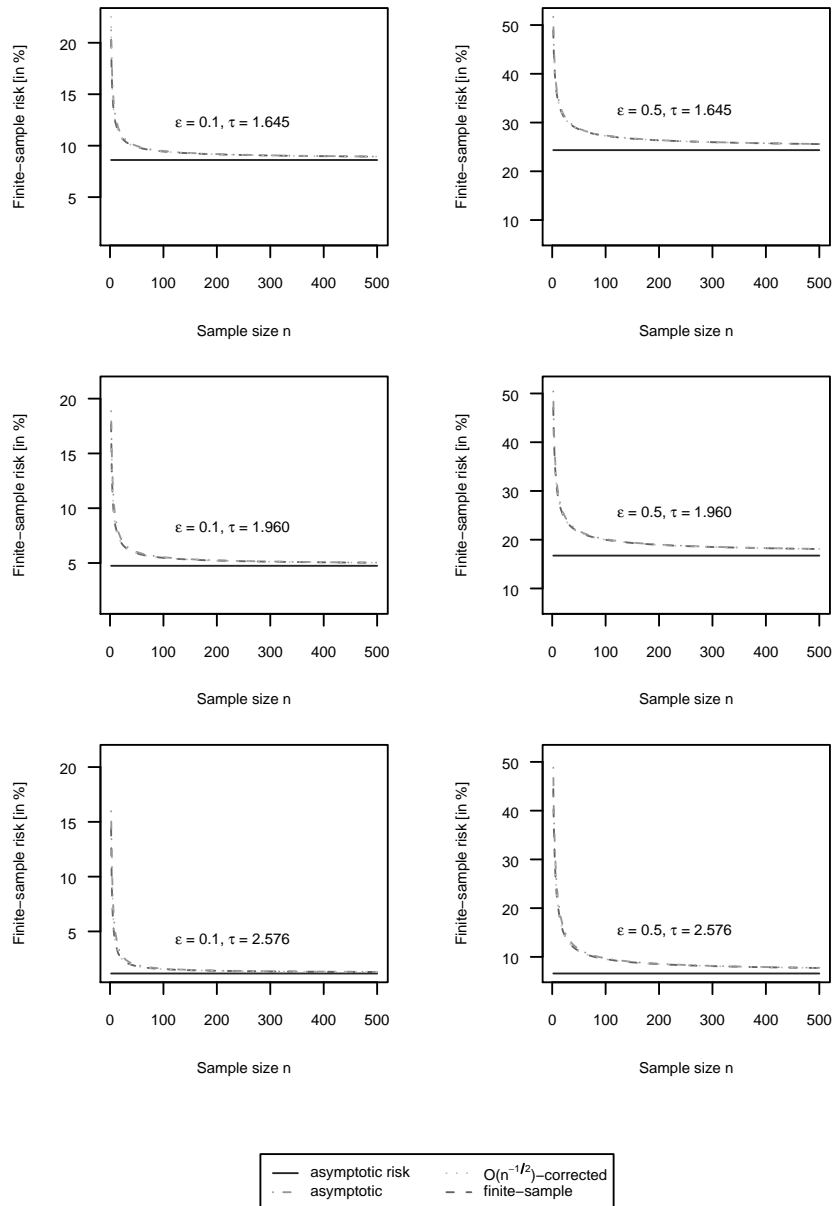 Finite−sample risk [in %]
20
15
10
5
ε = 0.1, τ = 1.645
0 100 200 300 400 500
Sample size n
Finite−sample risk [in %]
50
40
30
20
10
ε = 0.5, τ = 1.645
0 100 200 300 400 500
Sample size n
Finite−sample risk [in %]
20
15
10
5
ε = 0.1, τ = 1.960
0 100 200 300 400 500
Sample size n
Finite−sample risk [in %]
50
40
30
20
10
ε = 0.5, τ = 1.960
0 100 200 300 400 500
Sample size n
Finite−sample risk [in %]
20
15
10
5
ε = 0.1, τ = 2.576
0 100 200 300 400 500
Sample size n
Finite−sample risk [in %]
50
40
30
20
10
ε = 0.5, τ = 2.576
0 100 200 300 400 500
Sample size n
asymptotic risk
asymptotic
O(n⁻¹ᐟ²)−corrected
finite−sample